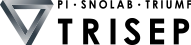 PI · SNOLAB · TRIUMF
TRISEP